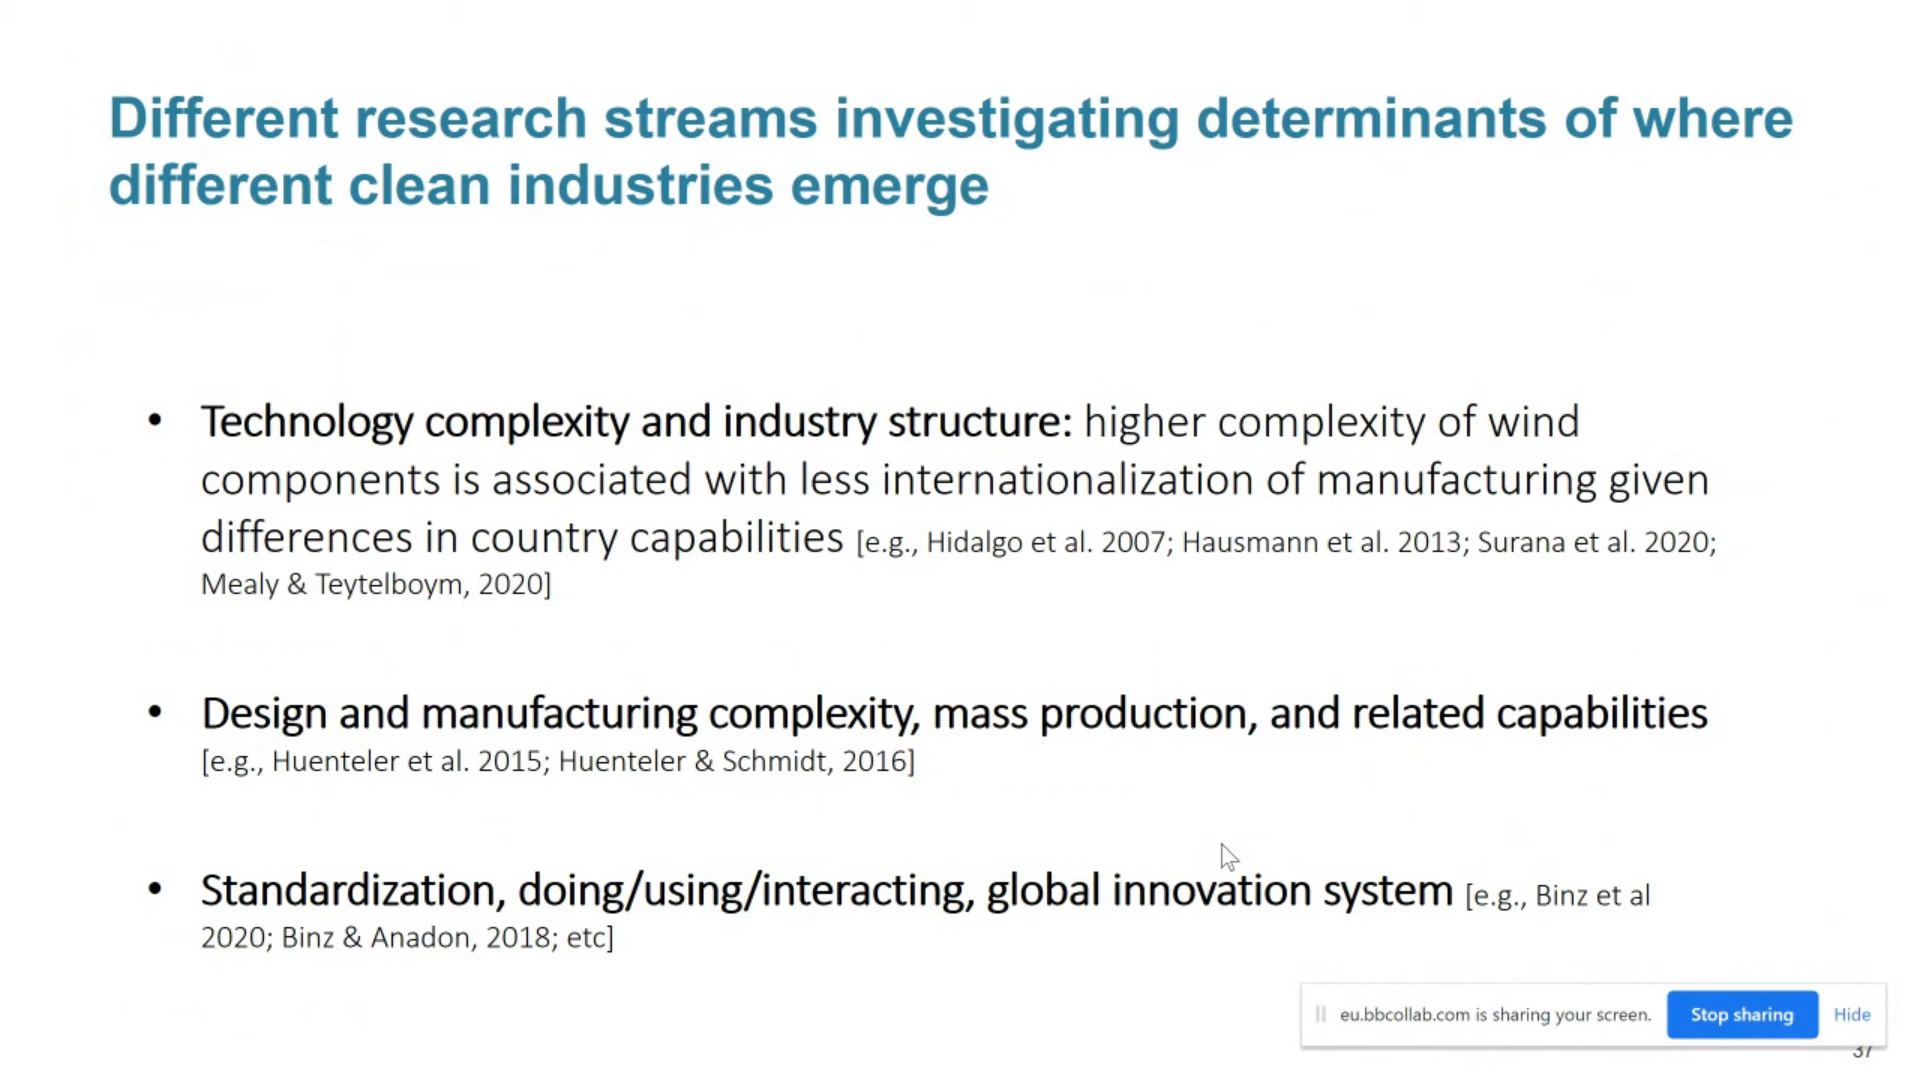 Different research streams investigating determinants of where
different clean industries emerge
• Technology complexity and industry structure: higher complexity of wind
components is associated with less internationalization of manufacturing given
differences in country capabilities [e.g., Hidalgo et al. 2007; Hausmann et al. 2013; Surana et al. 2020;
Mealy & Teytelboym, 2020]
• Design and manufacturing complexity, mass production, and related capabilities
[e.g., Huenteler et al. 2015; Huenteler & Schmidt, 2016]
• Standardization, doing/using/interacting, global innovation system [e.g., Binz et al
2020; Binz & Anadon, 2018; etc]
eu.bbcollab.com is sharing your screen. Stop sharing Hide
37